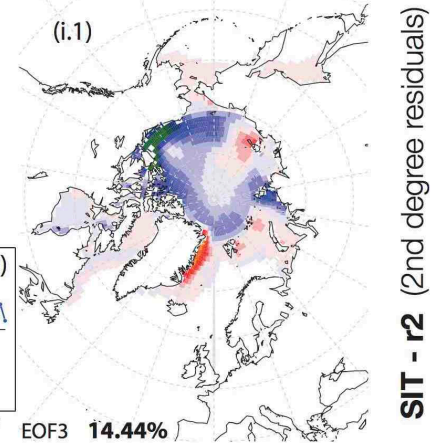 (i.1)
)
EOF3 14.44%
SIT - r2 (2nd degree residuals)